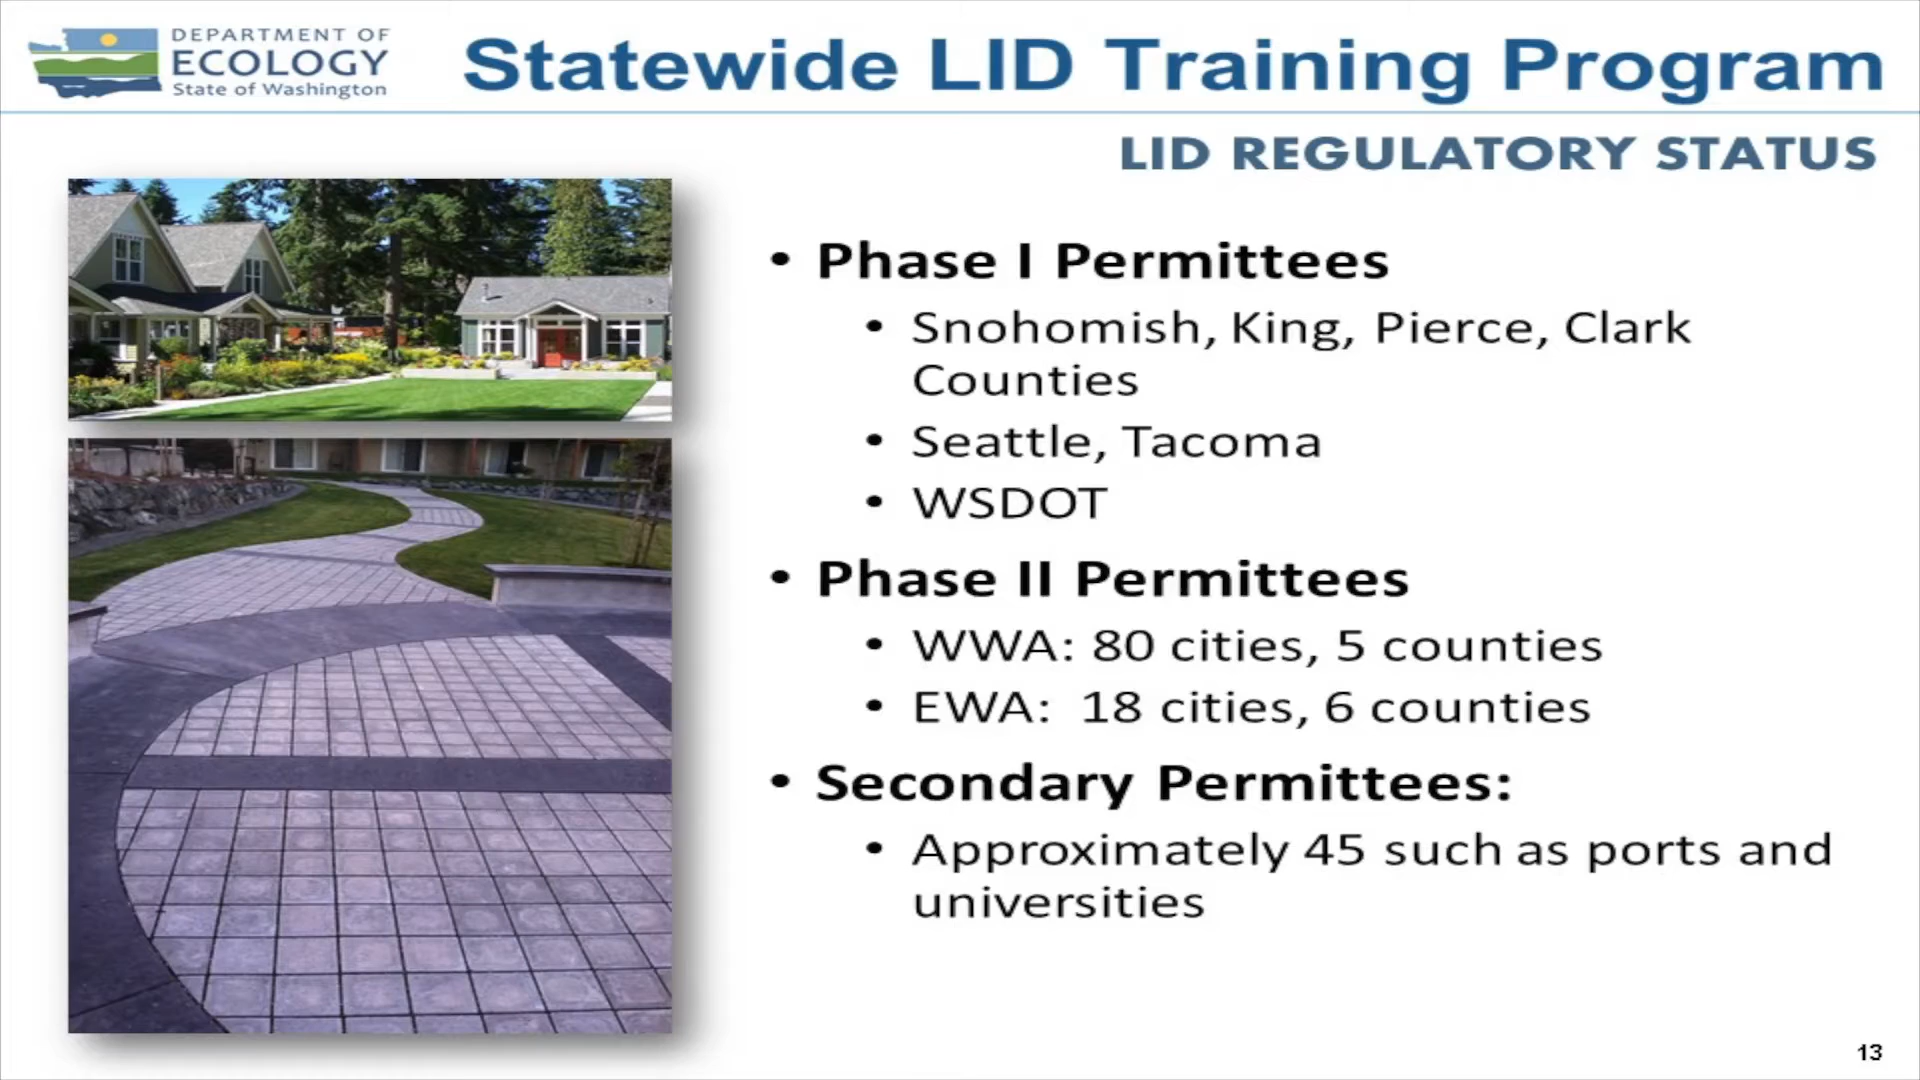 DEPARTMENT OF
ECOLOGY
State of Washington
Statewide LID Training Program
LID REGULATORY STATUS
• Phase I Permittees
• Snohomish, King, Pierce, Clark
Counties
• Seattle, Tacoma
• WSDOT
• Phase II Permittees
• WWA: 80 cities, 5 counties
• EWA: 18 cities, 6 counties
• Secondary Permittees:
• Approximately 45 such as ports and
universities
13